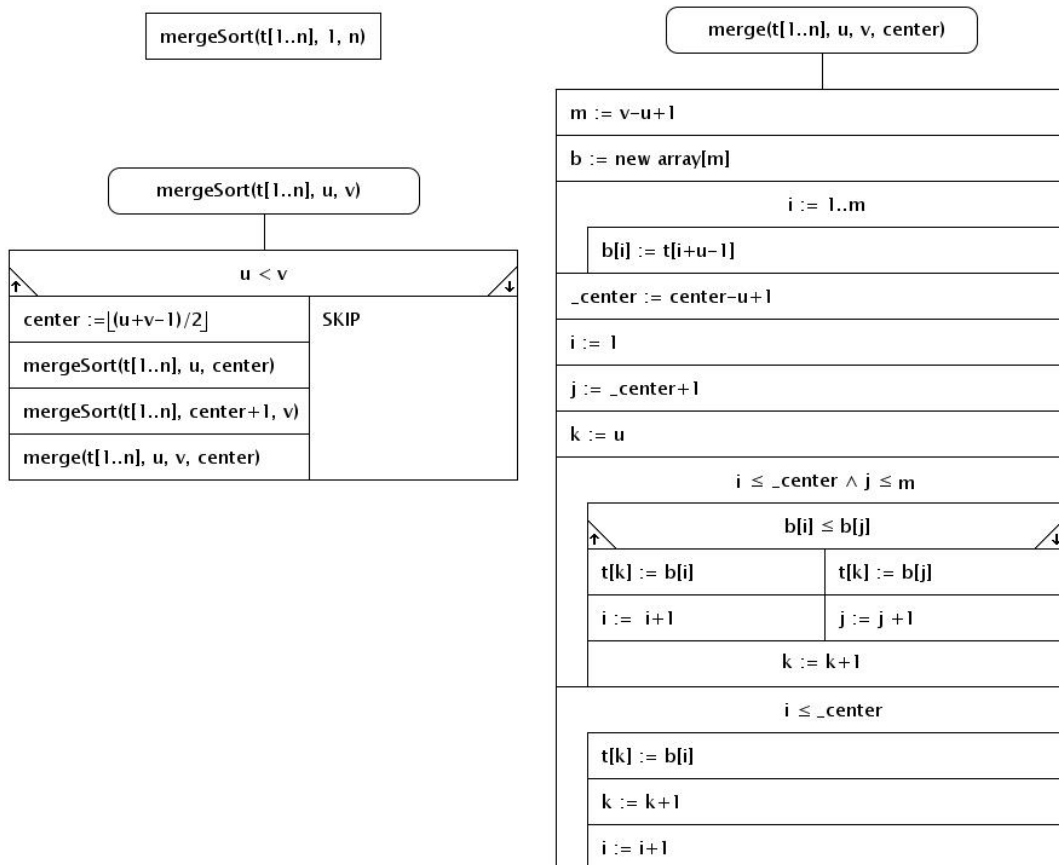 mergeSort(t[1..n], 1, n)
mergeSort(t[1..n], u, v)
u < v
center :=⌊(u+v-1)/2⌋
SKIP
mergeSort(t[1..n], u, center)
mergeSort(t[1..n], center+1, v)
merge(t[1..n], u, v, center)
merge(t[1..n], u, v, center)
m := v-u+1
b := new array[m]
i := 1..m
b[i] := t[i+u-1]
_center := center-u+1
i := 1
j := _center+1
k := u
i ≤ _center ∧ j ≤ m
b[i] ≤ b[j]
t[k] := b[i]
t[k] := b[j]
i := i+1
j := j +1
k := k+1
i ≤ _center
t[k] := b[i]
k := k+1
i := i+1